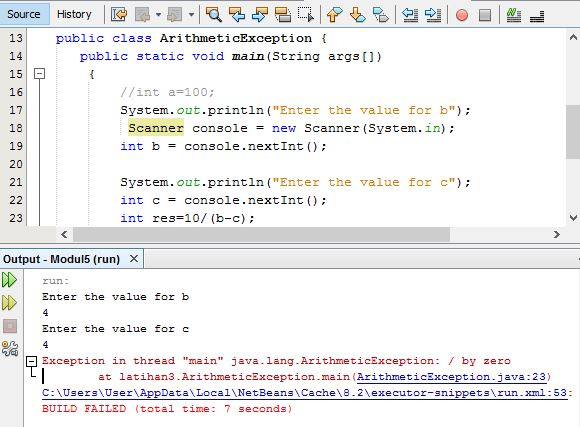 Source History
13 public class ArithmeticException {
14 public static void main(String args[])
15 {
16 //int a=100;
17 System.out.println("Enter the value for b");
18 Scanner console = new Scanner(System.in);
19 int b = console.nextInt();
20
21 System.out.println("Enter the value for c");
22 int c = console.nextInt();
23 int res=10/(b-c);
Output - Modul5 (run)
run:
Enter the value for b
4
Enter the value for c
4
Exception in thread "main" java.lang.ArithmeticException: / by zero
at latihan3.ArithmeticException.main(ArithmeticException.java:23)
C:\Users\User\AppData\Local\NetBeans\Cache\8.2\executor-snippets\run.xml:53:
BUILD FAILED (total time: 7 seconds)